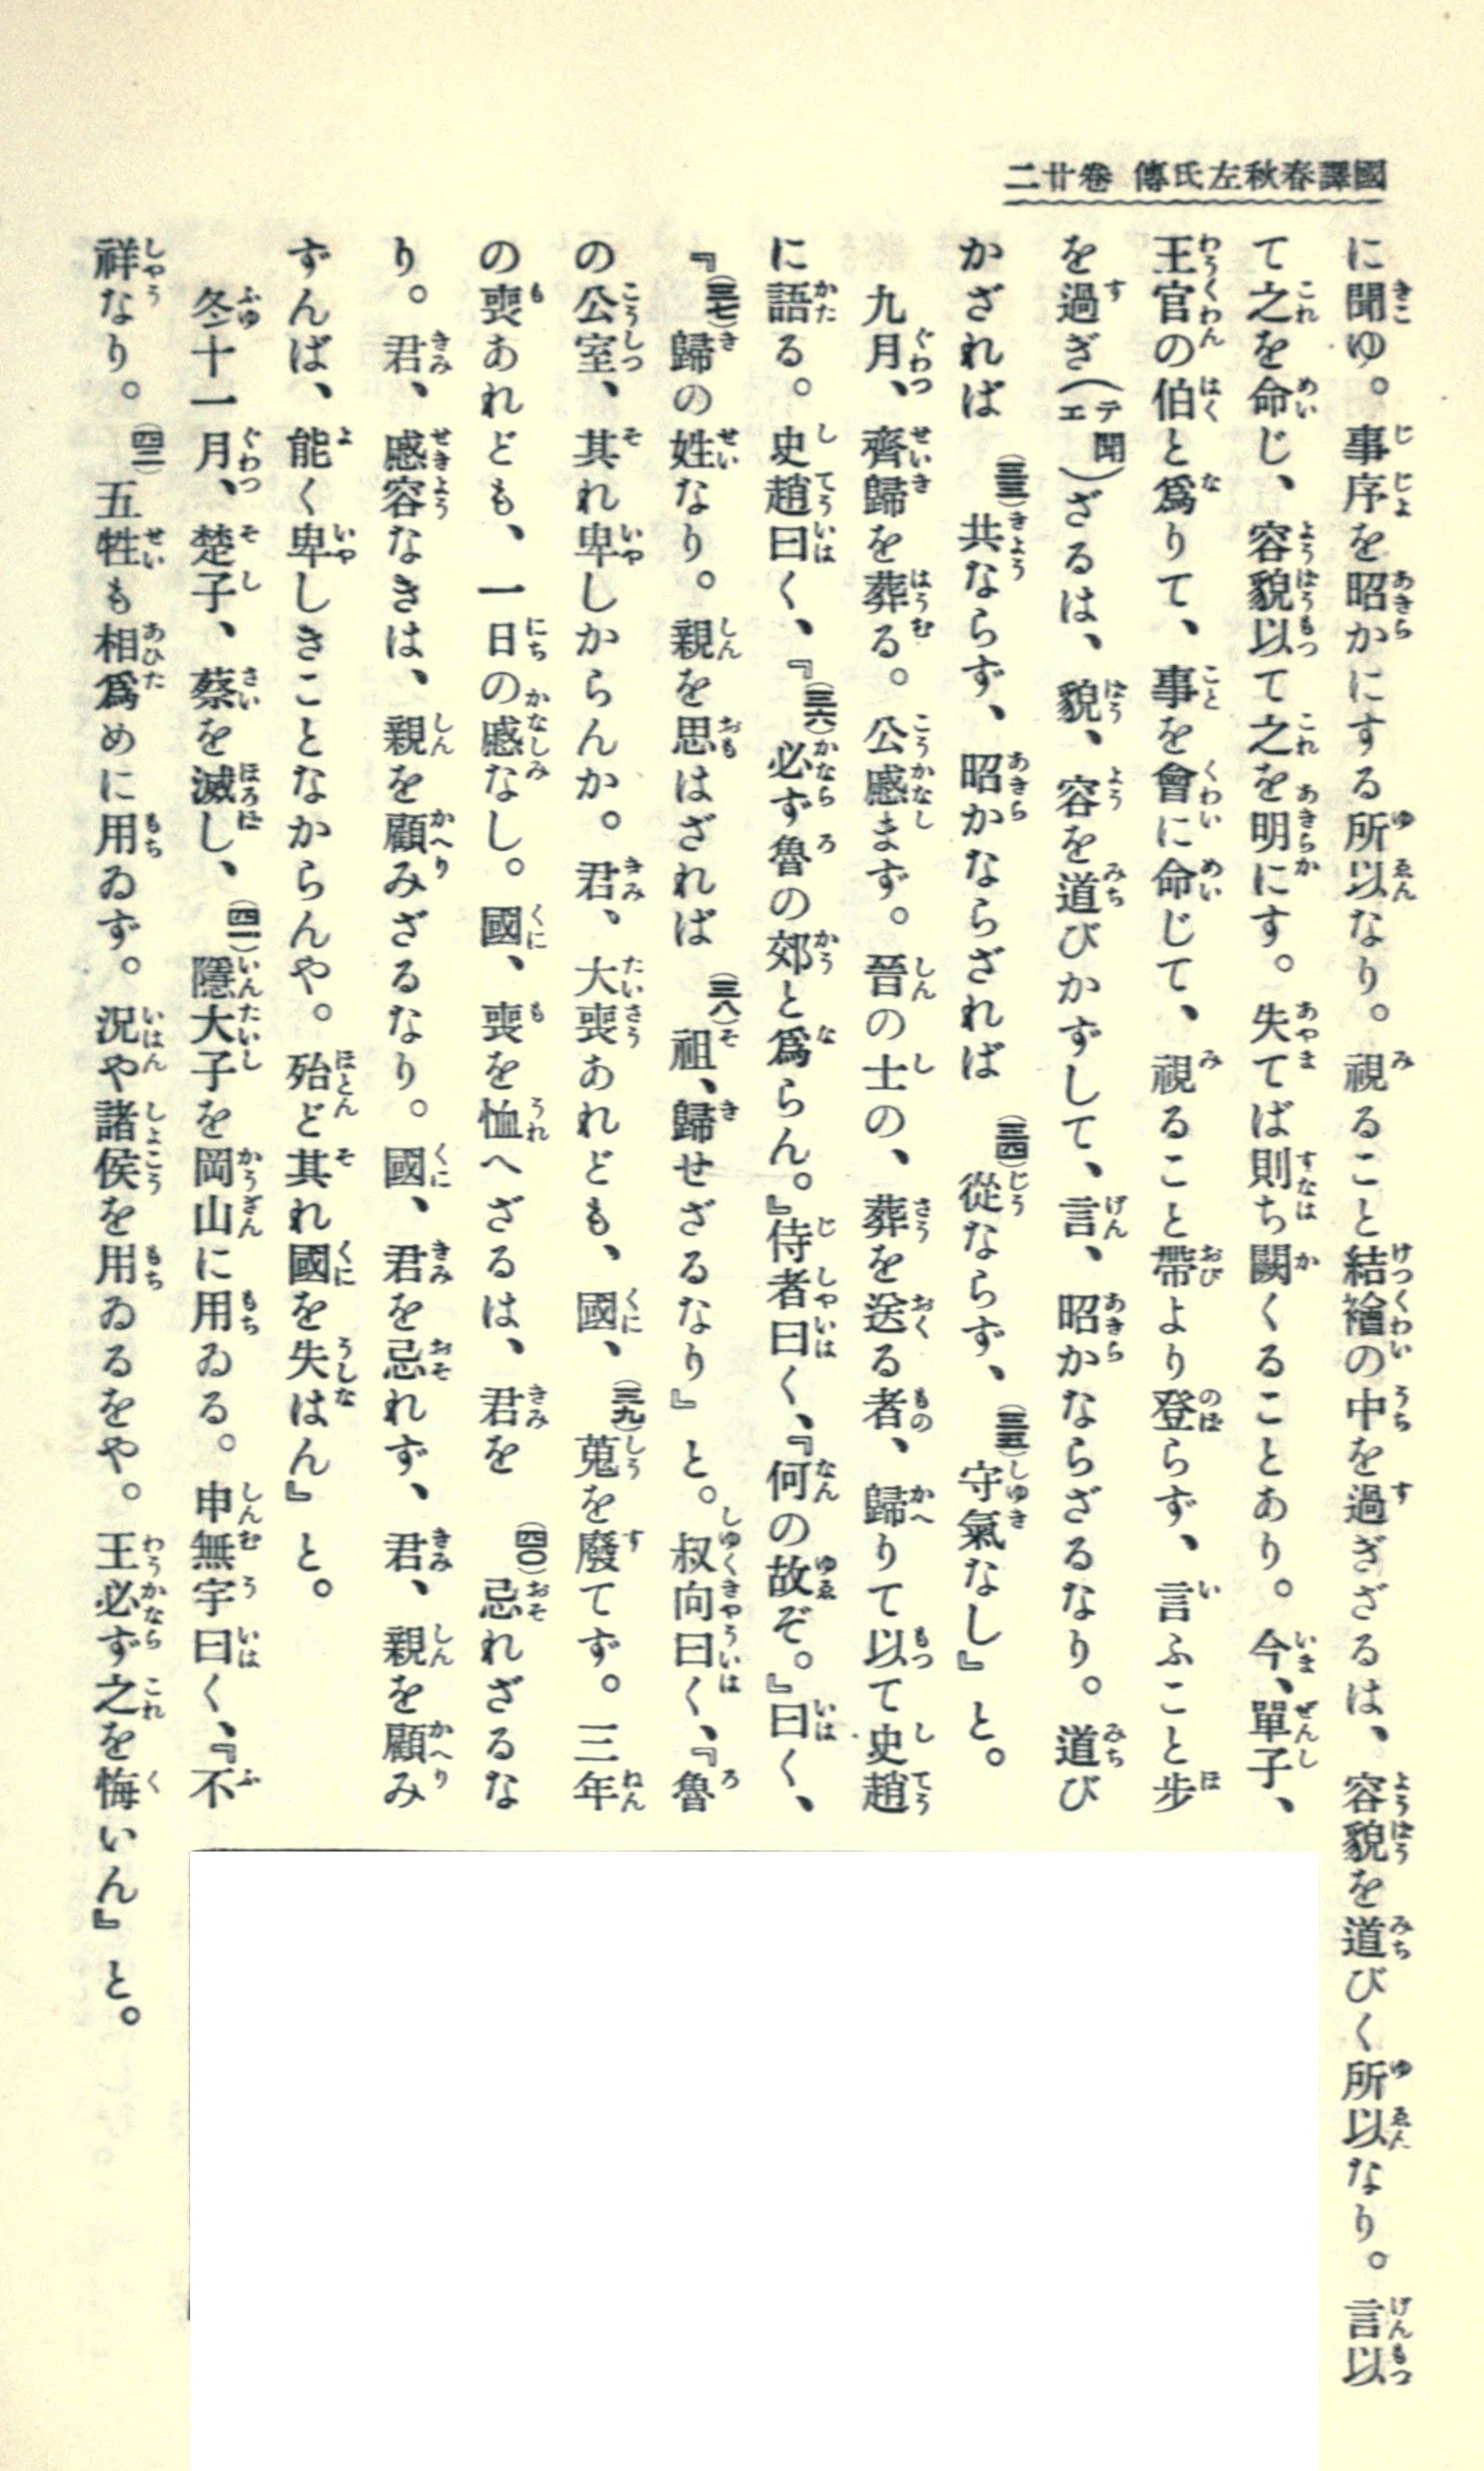 國譯春秋左氏傳 卷廿二
に聞ゆ。事序を昭かにする所以なり。視ること結襘の中を過ぎざるは、容貌を道びく所以なり。言以
て之を命じ、容貌以て之を明にす。失てば則ち闕くることあり。今、單子、
王官の伯と爲りて、事を會に命じて、視ること帶より登らず、言ふこと步
を過ぎ(テ聞エ)ざるは、貌、容を道びかずして、言、昭かならざるなり。道び
かざれば(三三)共ならず、昭かならざれば(三四)從ならず、(三五)守氣なし』と。
九月、齊歸を葬る。公慼ます。晉の士の、葬を送る者、歸りて以て史趙
に語る。史趙曰く、『(三六)必ず魯の郊と爲らん。』侍者曰く、『何の故ぞ。』曰く、
『(三七)歸の姓なり。親を思はざれば(三八)祖、歸せざるなり』と。叔向曰く、『魯
の公室、其れ卑しからんか。君、大喪あれども、國、(三九)蒐を廢てず。三年
の喪あれども、一日の慼なし。國、喪を恤へざるは、君を(四〇)忌れざるな
り。君、慼容なきは、親を顧みざるなり。國、君を忌れず、君、親を顧み
ずんば、能く卑しきことなからんや。殆ど其れ國を失はん』と。
冬十一月、楚子、蔡を滅し、(四一)隱大子を岡山に用ゐる。申無宇曰く、『不
祥なり。(四二)五牲も相爲めに用ゐず。況や諸侯を用ゐるをや。王必ず之を悔いん』と。